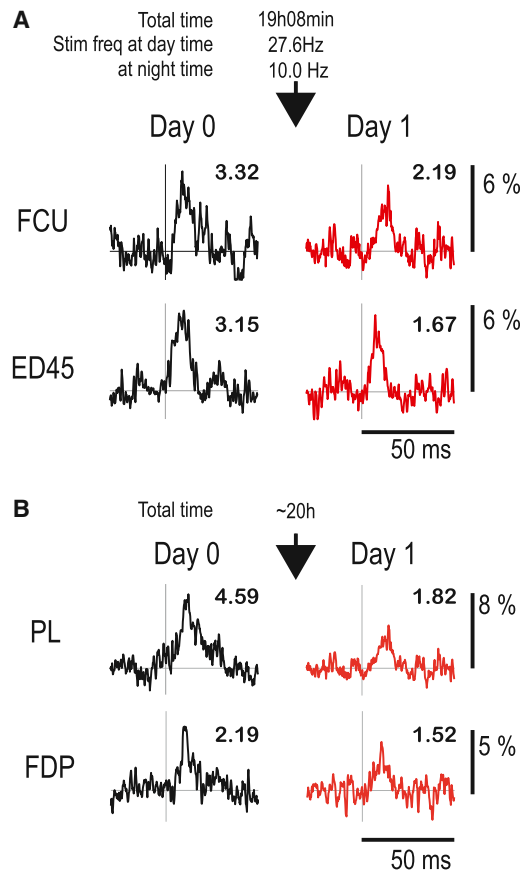 A
Total time 19h08min
Stim freq at day time 27.6Hz
at night time 10.0 Hz
Day 0 Day 1
FCU 3.32 2.19 6 %
ED45 3.15 1.67 6 %
50 ms
B
Total time ~20h
Day 0 Day 1
PL 4.59 1.82 8 %
FDP 2.19 1.52 5 %
50 ms